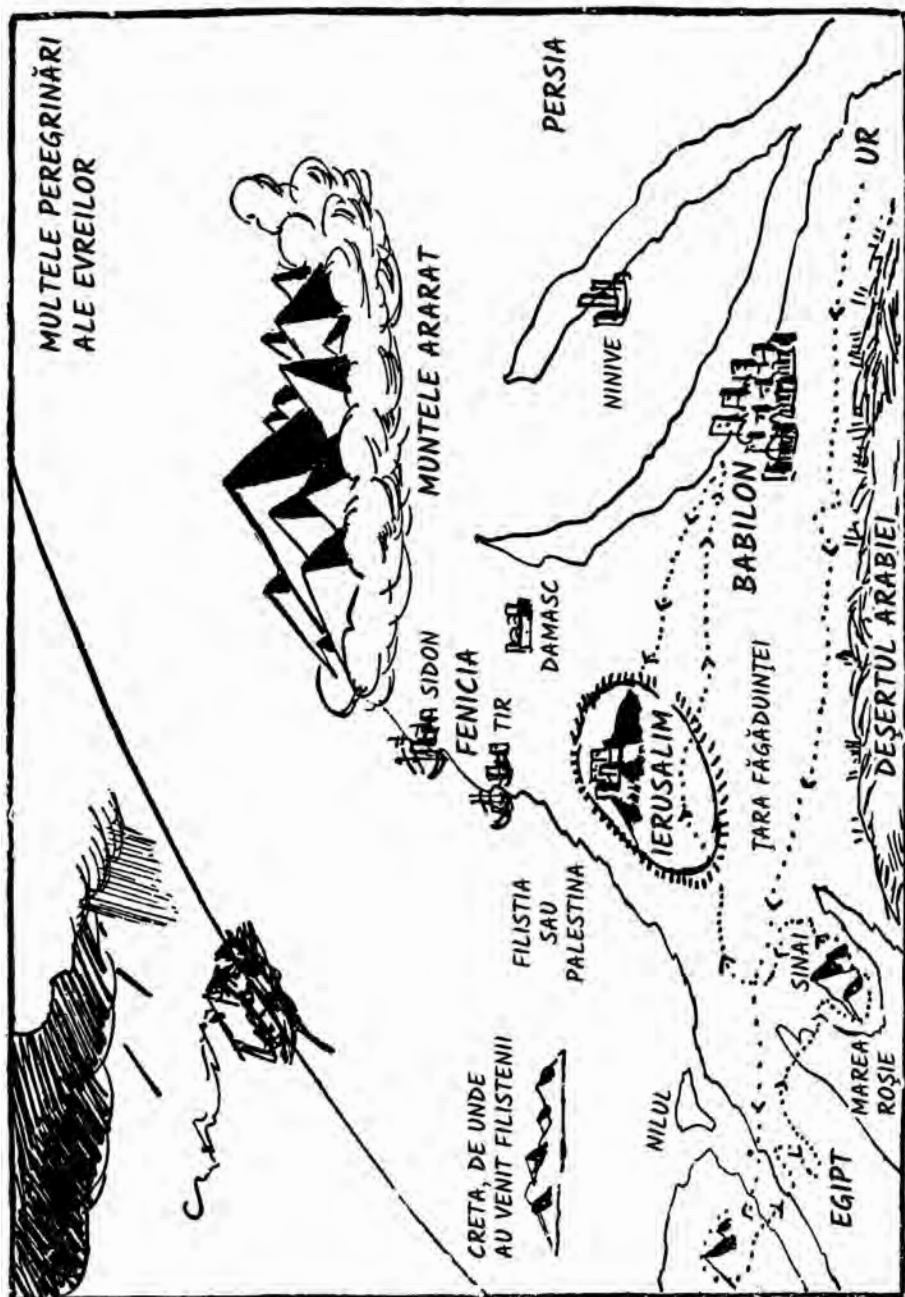 MULTELE PEREGRINĂRI
ALE EVREILOR
MUNTELE ARARAT
PERSIA
SIDON
FENICIA
TIR
DAMASC
NINIVE
CRETA, DE UNDE
AU VENIT FILISTENII
FILISTIA
SAU
PALESTINA
IERUSALIM
BABILON
UR
ȚARA FĂGĂDUINȚEI
NILUL
SINAI
MAREA
ROȘIE
EGIPT
DEȘERTUL ARABIEI